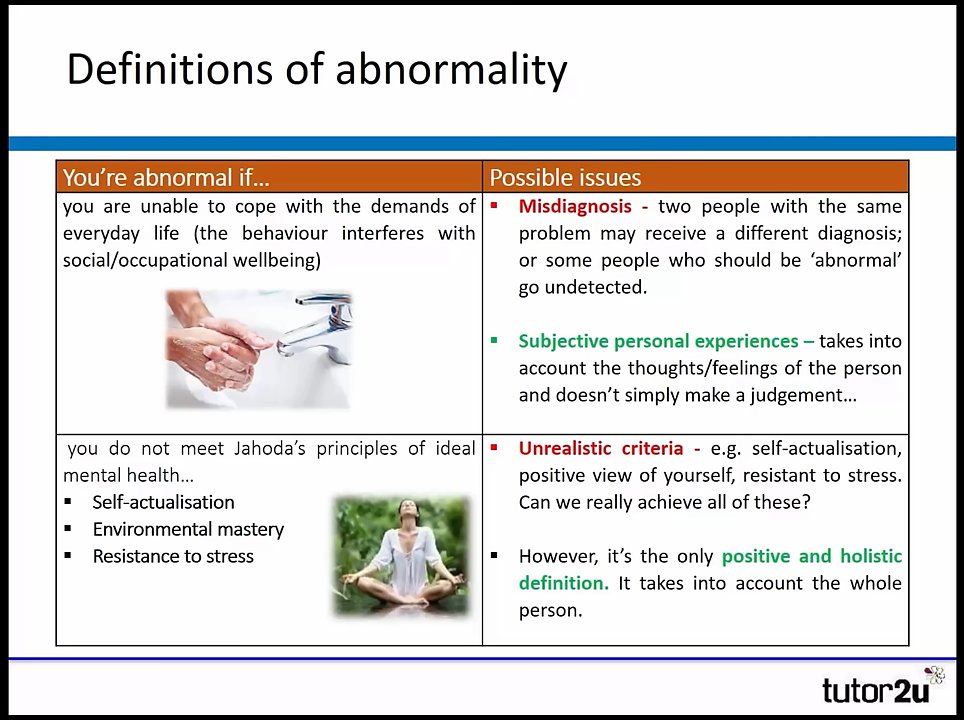 Definitions of abnormality
You're abnormal if...
Possible issues
you are unable to cope with the demands of
everyday life (the behaviour interferes with
social/occupational wellbeing)
▪ Misdiagnosis - two people with the same
problem may receive a different diagnosis;
or some people who should be 'abnormal'
go undetected.
▪ Subjective personal experiences – takes into
account the thoughts/feelings of the person
and doesn't simply make a judgement...
you do not meet Jahoda's principles of ideal
mental health...
▪ Self-actualisation
▪ Environmental mastery
▪ Resistance to stress
▪ Unrealistic criteria - e.g. self-actualisation,
positive view of yourself, resistant to stress.
Can we really achieve all of these?
▪ However, it's the only positive and holistic
definition. It takes into account the whole
person.
tutor2u